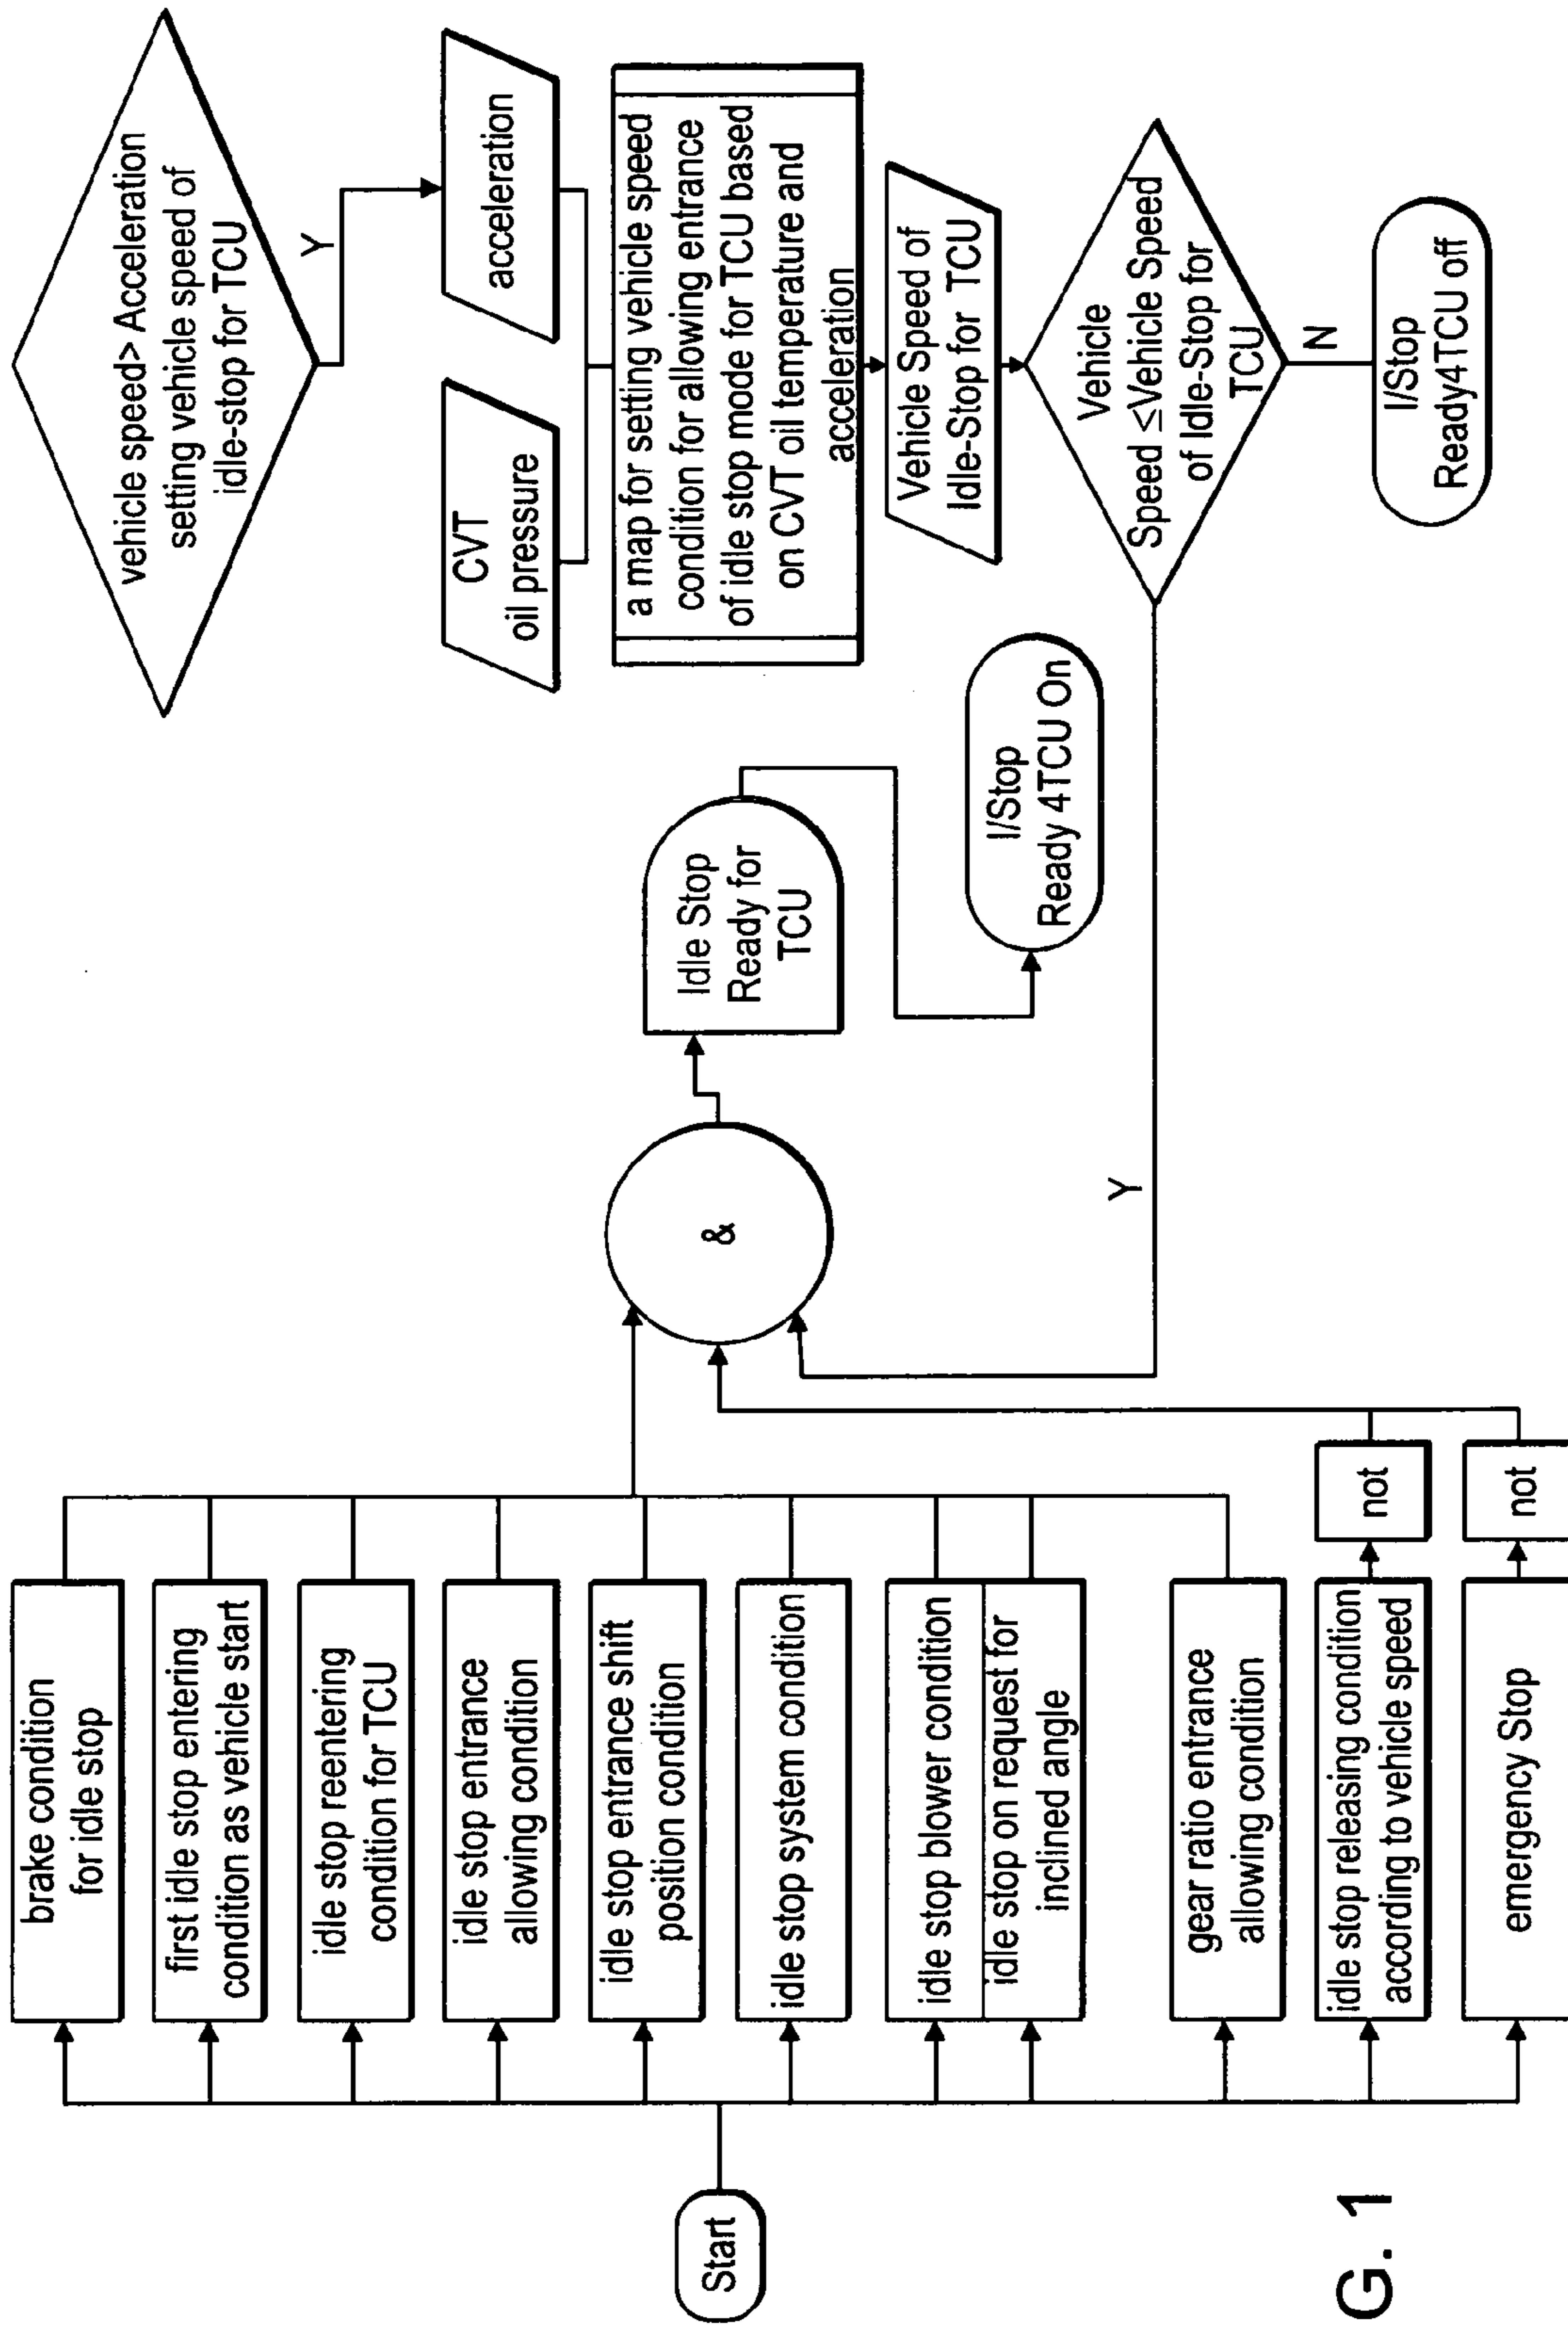 Start
brake condition
for idle stop
first idle stop entering
condition as vehicle start
idle stop reentering
condition for TCU
idle stop entrance
allowing condition
idle stop entrance shift
position condition
idle stop system condition
idle stop blower condition
idle stop on request for
inclined angle
gear ratio entrance
allowing condition
idle stop releasing condition
according to vehicle speed
not
emergency Stop
not
&
Idle Stop
Ready for
TCU
I/Stop
Ready 4TCU On
vehicle speed> Acceleration
setting vehicle speed of
idle-stop for TCU
Y
CVT
oil pressure
acceleration
a map for setting vehicle speed
condition for allowing entrance
of idle stop mode for TCU based
on CVT oil temperature and
acceleration
Vehicle Speed of
Idle-Stop for TCU
Vehicle
Speed ≤Vehicle Speed
of Idle-Stop for
TCU
Y
N
I/Stop
Ready4TCU off
G. 1